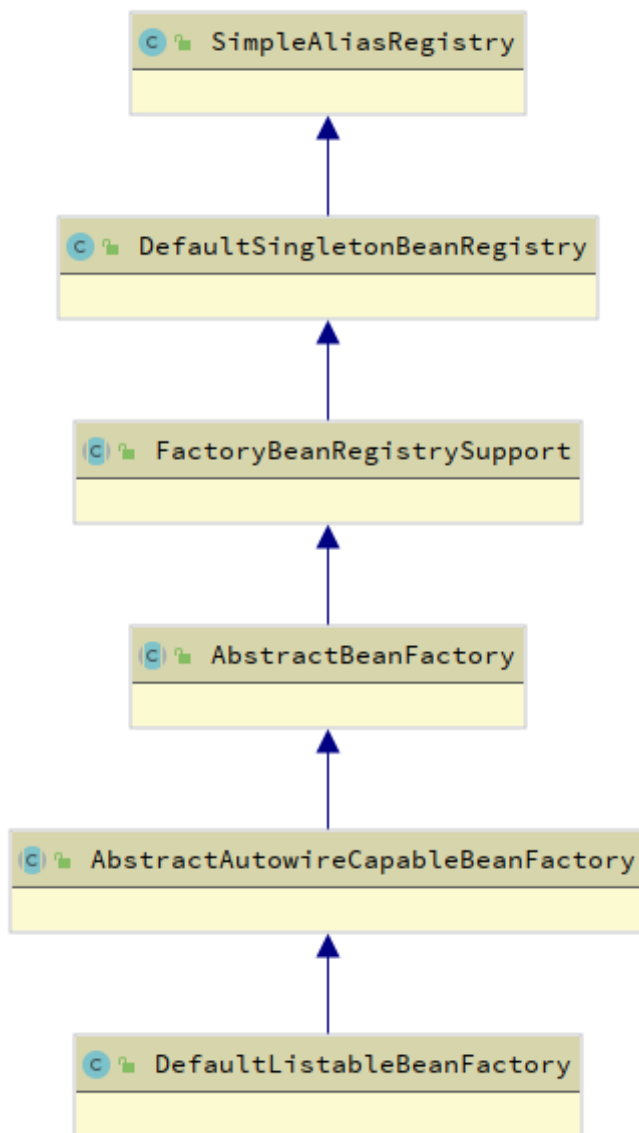 C SimpleAliasRegistry
C DefaultSingletonBeanRegistry
C FactoryBeanRegistrySupport
C AbstractBeanFactory
C AbstractAutowireCapableBeanFactory
C DefaultListableBeanFactory